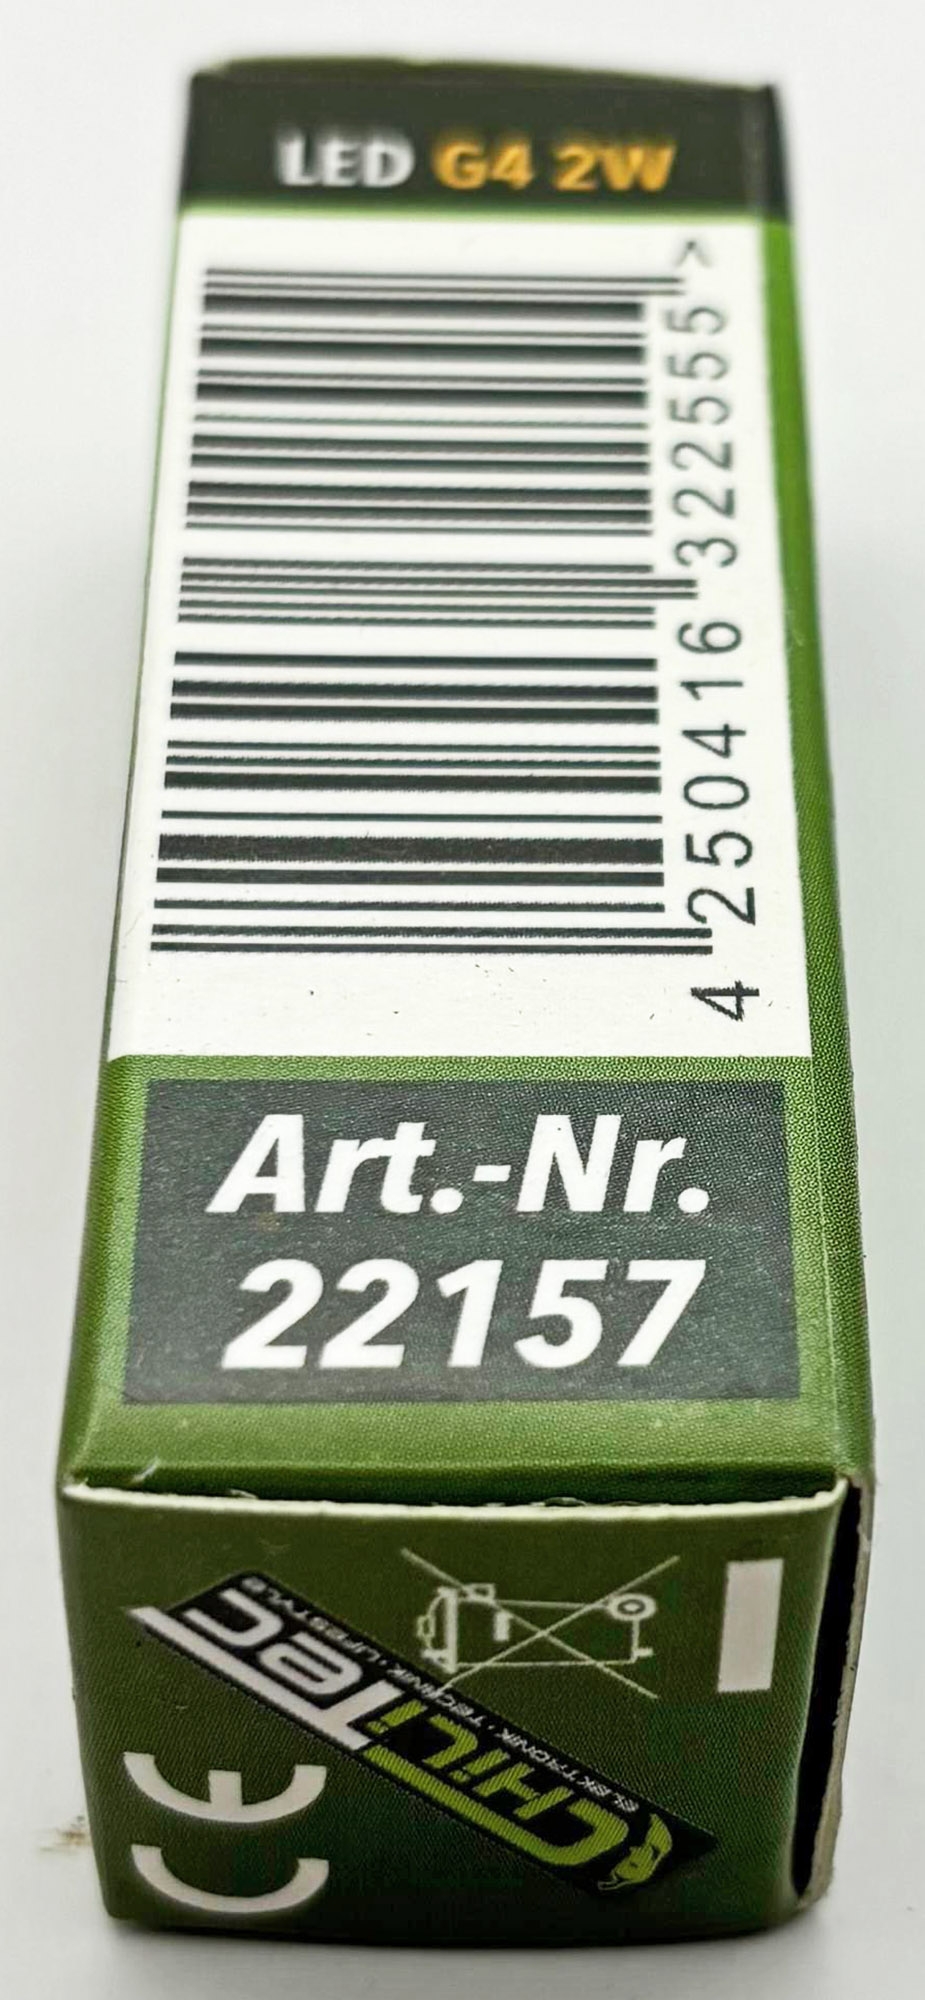 LED G4 2W
4 250416 322555 >
Art.-Nr.
22157
CHiLiTeC
ELEKTRONIK · TECHNIK · LIFESTYLE
CE